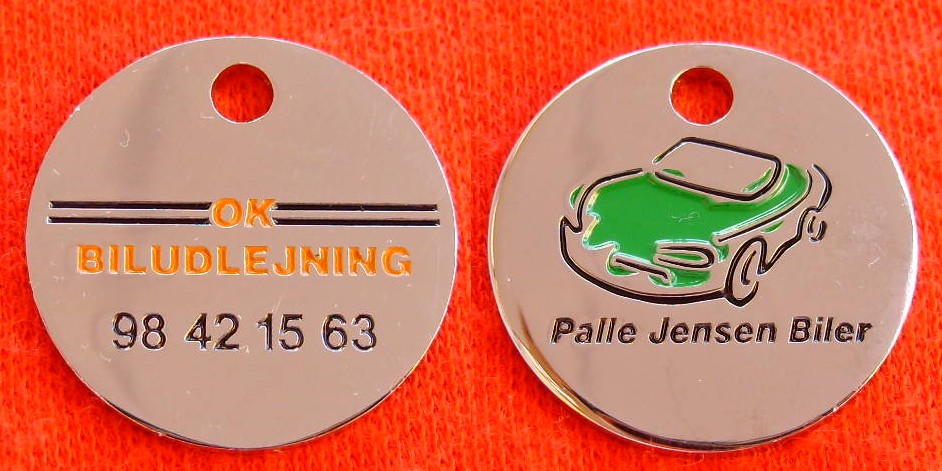 OK
BILUDLEJNING
98 42 15 63
Palle Jensen Biler